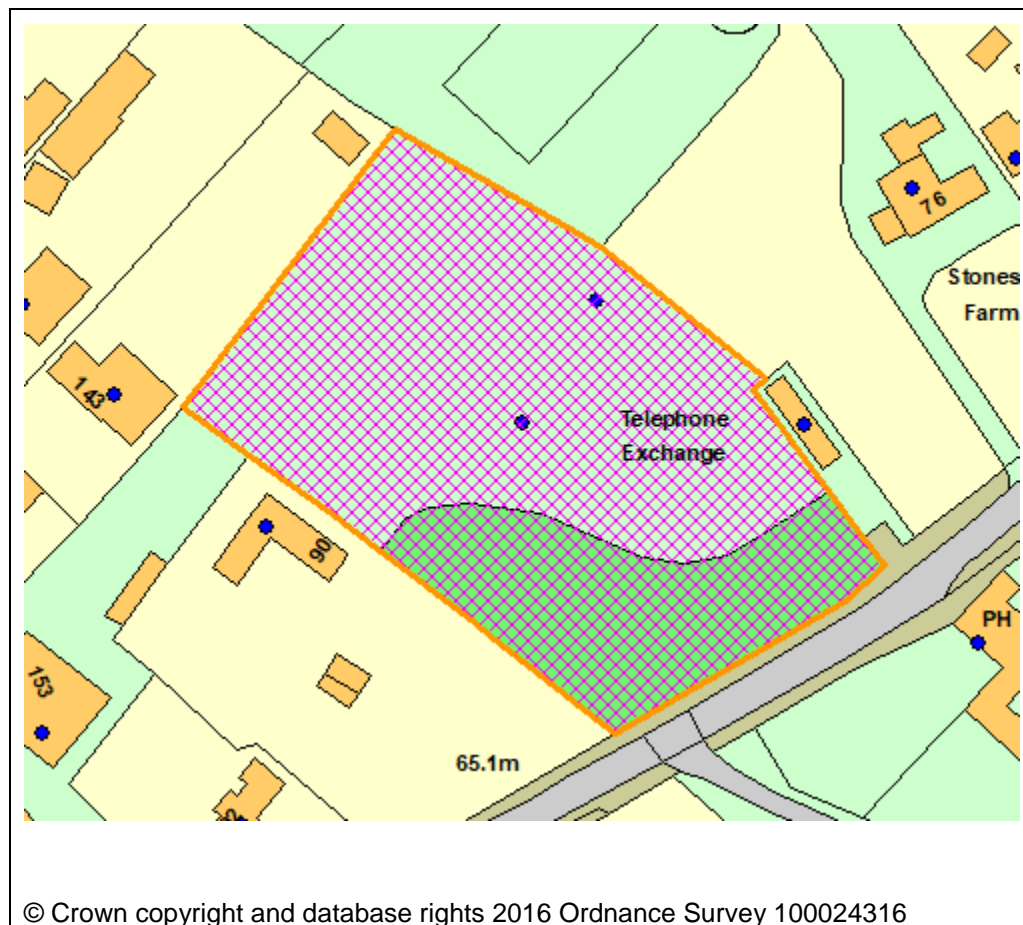 76
Stones
Farm
143
Telephone
Exchange
90
PH
153
65.1m
© Crown copyright and database rights 2016 Ordnance Survey 100024316